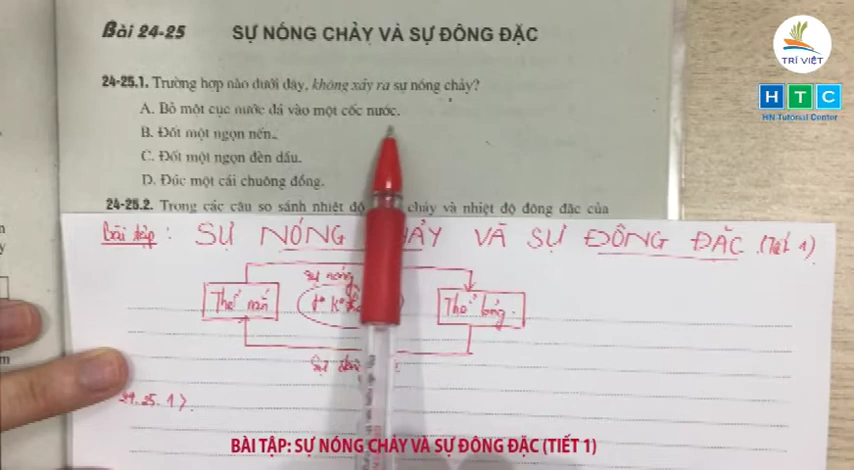 Bài 24-25 SỰ NÓNG CHẢY VÀ SỰ ĐÔNG ĐẶC
24-25.1. Trường hợp nào dưới đây, không xảy ra sự nóng chảy?
A. Bỏ một cục nước đá vào một cốc nước.
B. Đốt một ngọn nến.
C. Đốt một ngọn đèn dầu.
D. Đúc một cái chuông đồng.
24-25.2. Trong các câu so sánh nhiệt độ chảy và nhiệt độ đông đặc của
Bài tập: SỰ NÓNG HẢY VÀ SỰ ĐÔNG ĐẶC (Tiết 1)
Sự nóng
Thể rắn t° K° Thể lỏng.
Sự
24.25.1)
BÀI TẬP: SỰ NÓNG CHẢY VÀ SỰ ĐÔNG ĐẶC (TIẾT 1)
TRÍ VIỆT
HTC
HN Tutorial Center